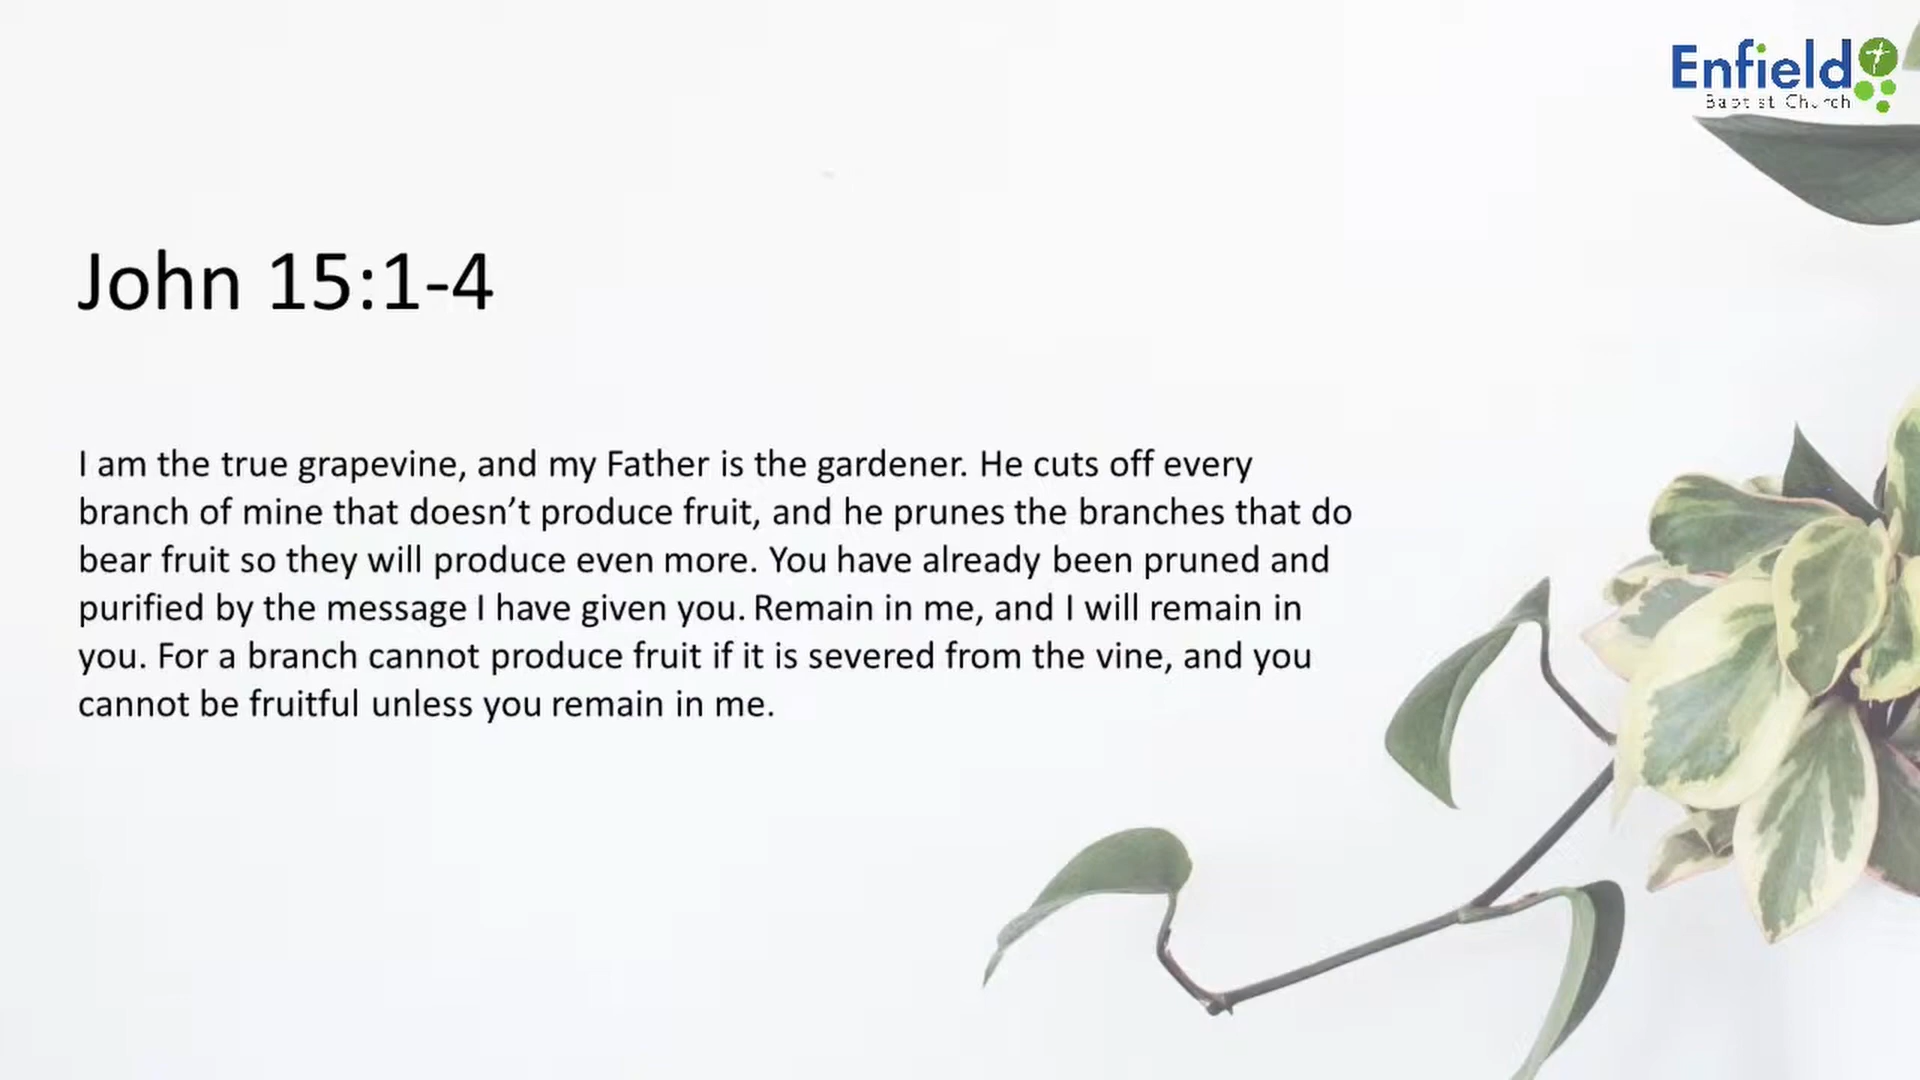 Enfield
Baptist Church
John 15:1-4
I am the true grapevine, and my Father is the gardener. He cuts off every
branch of mine that doesn’t produce fruit, and he prunes the branches that do
bear fruit so they will produce even more. You have already been pruned and
purified by the message I have given you. Remain in me, and I will remain in
you. For a branch cannot produce fruit if it is severed from the vine, and you
cannot be fruitful unless you remain in me.